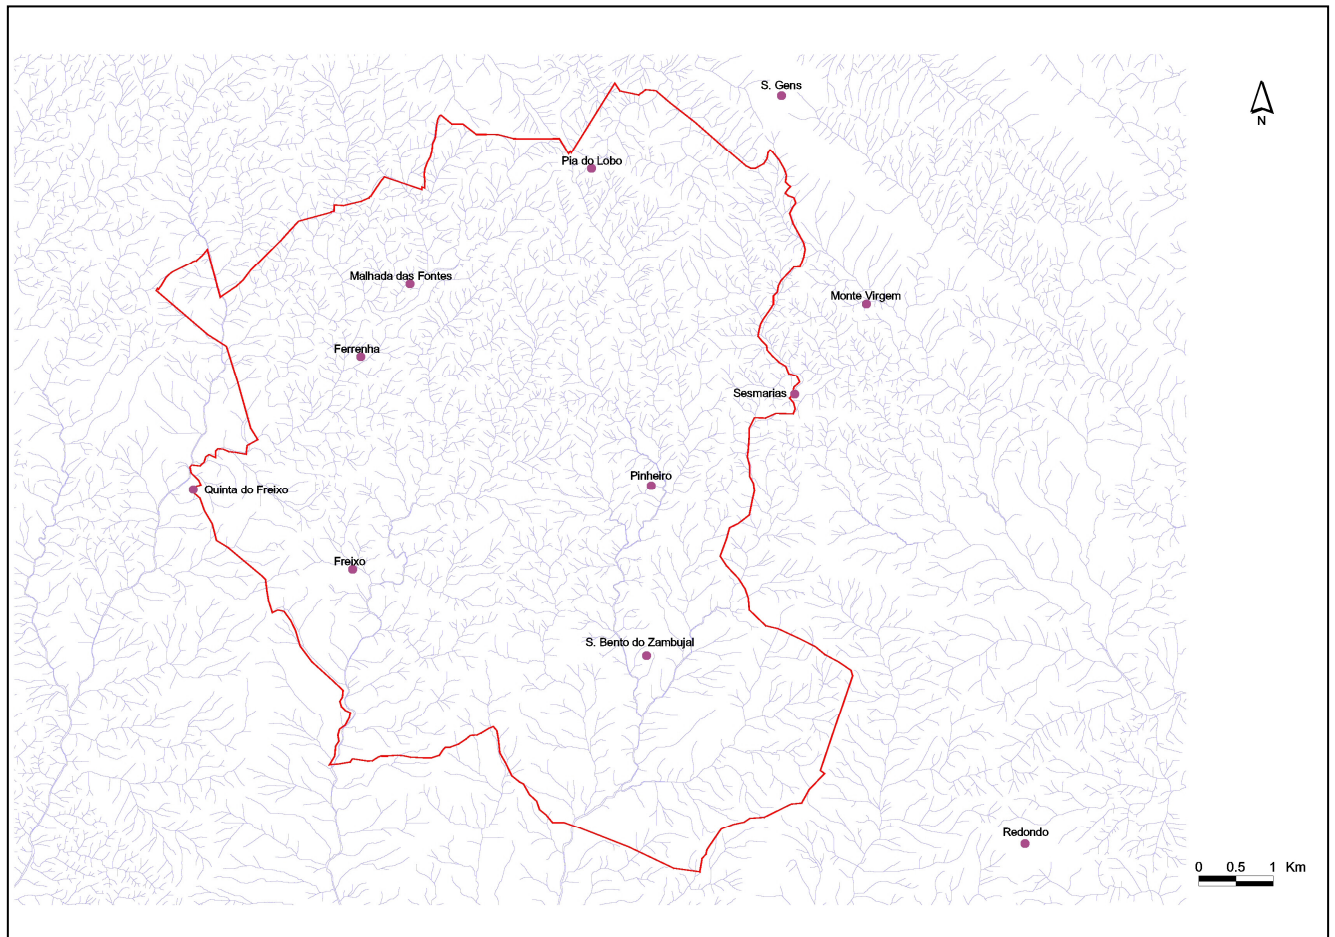 S. Gens
N
Pia do Lobo
Malhada das Fontes
Monte Virgem
Ferrenha
Sesmarias
Pinheiro
Quinta do Freixo
Freixo
S. Bento do Zambujal
Redondo
0 0.5 1 Km